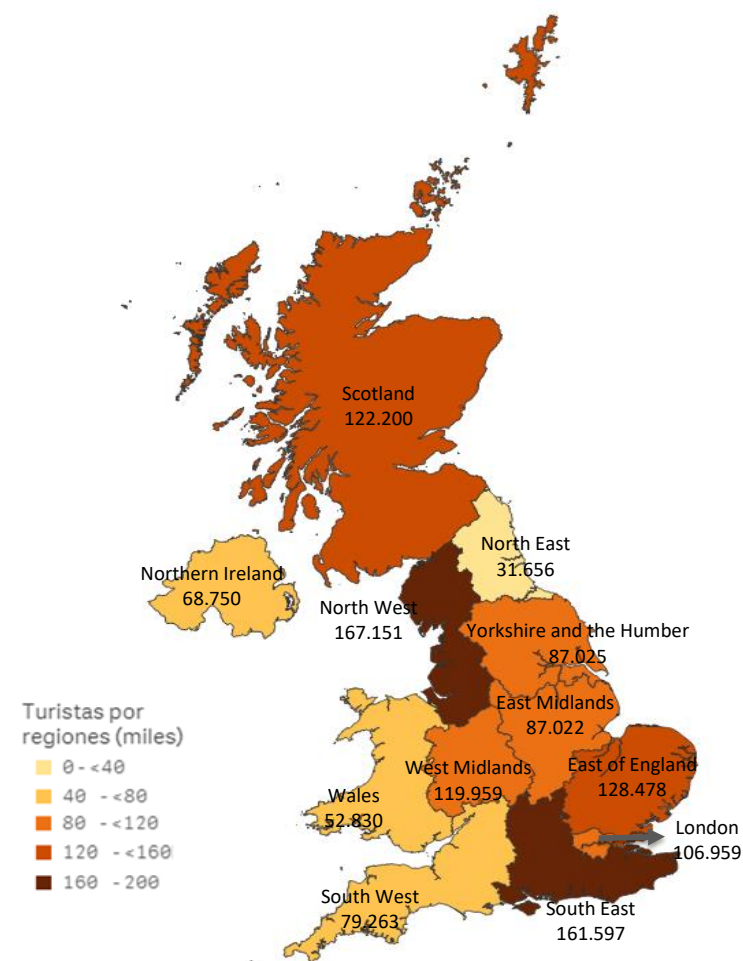 Scotland
122.200
North East
31.656
Northern Ireland
68.750
North West
167.151
Yorkshire and the Humber
87.025
East Midlands
87.022
Turistas por
regiones (miles)
0-<40
40 -<80
80 -<120
120 -<160
160 -200
West Midlands
119.959
East of England
128.478
Wales
52.830
London
106.959
South West
79.263
South East
161.597